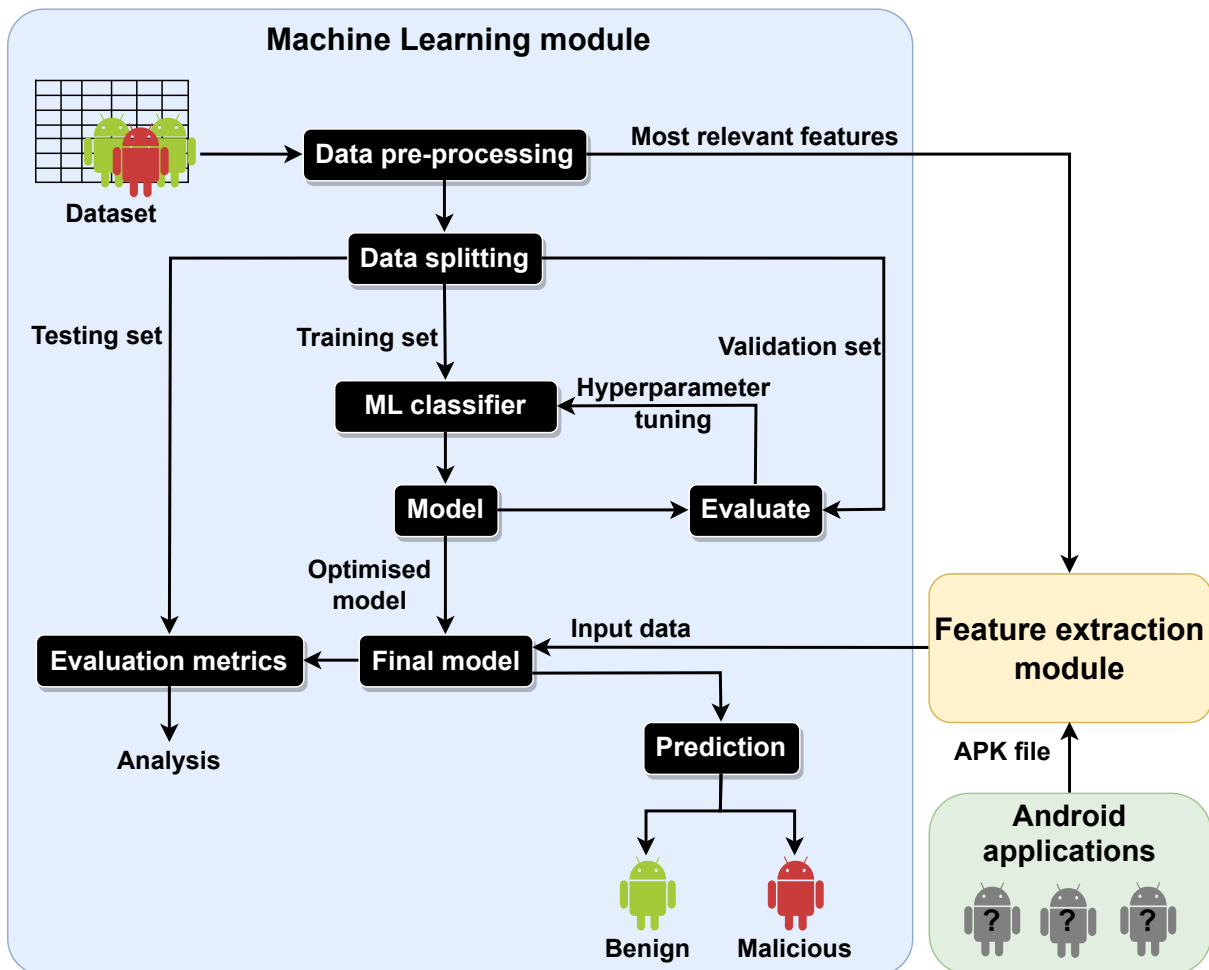 Machine Learning module
Most relevant features
Data pre-processing
Dataset
Data splitting
Testing set
Training set
Validation set
Hyperparameter
tuning
ML classifier
Model
Evaluate
Optimised
model
Input data
Feature extraction
module
Evaluation metrics
Final model
Prediction
APK file
Analysis
Android
applications
? ? ?
Benign
Malicious